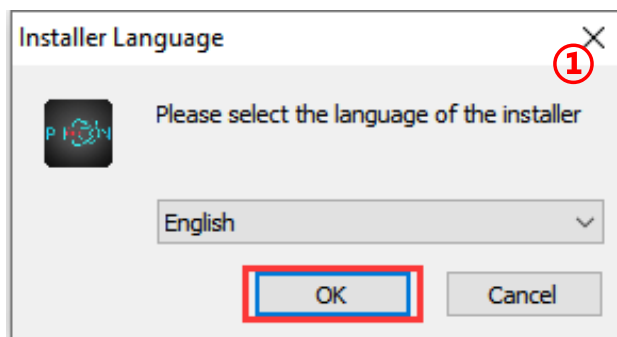 Installer Language
①
Please select the language of the installer
English
OK
Cancel